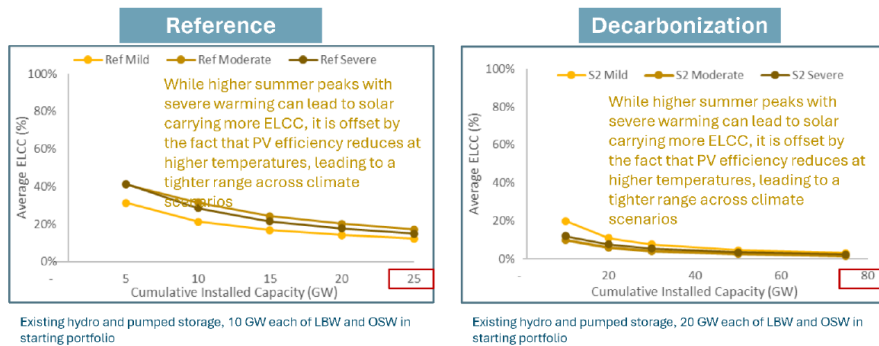 Reference
Ref Mild Ref Moderate Ref Severe
100%
80%
60%
40%
20%
0%
Average ELCC (%)
While higher summer peaks with
severe warming can lead to solar
carrying more ELCC, it is offset by
the fact that PV efficiency reduces at
higher temperatures, leading to a
tighter range across climate
scenarios
- 5 10 15 20 25
Cumulative Installed Capacity (GW)
Existing hydro and pumped storage, 10 GW each of LBW and OSW in
starting portfolio
Decarbonization
S2 Mild S2 Moderate S2 Severe
100%
80%
60%
40%
20%
0%
Average ELCC (%)
While higher summer peaks with
severe warming can lead to solar
carrying more ELCC, it is offset by
the fact that PV efficiency reduces at
higher temperatures, leading to a
tighter range across climate
scenarios
- 20 40 60 80
Cumulative Installed Capacity (GW)
Existing hydro and pumped storage, 20 GW each of LBW and OSW in
starting portfolio